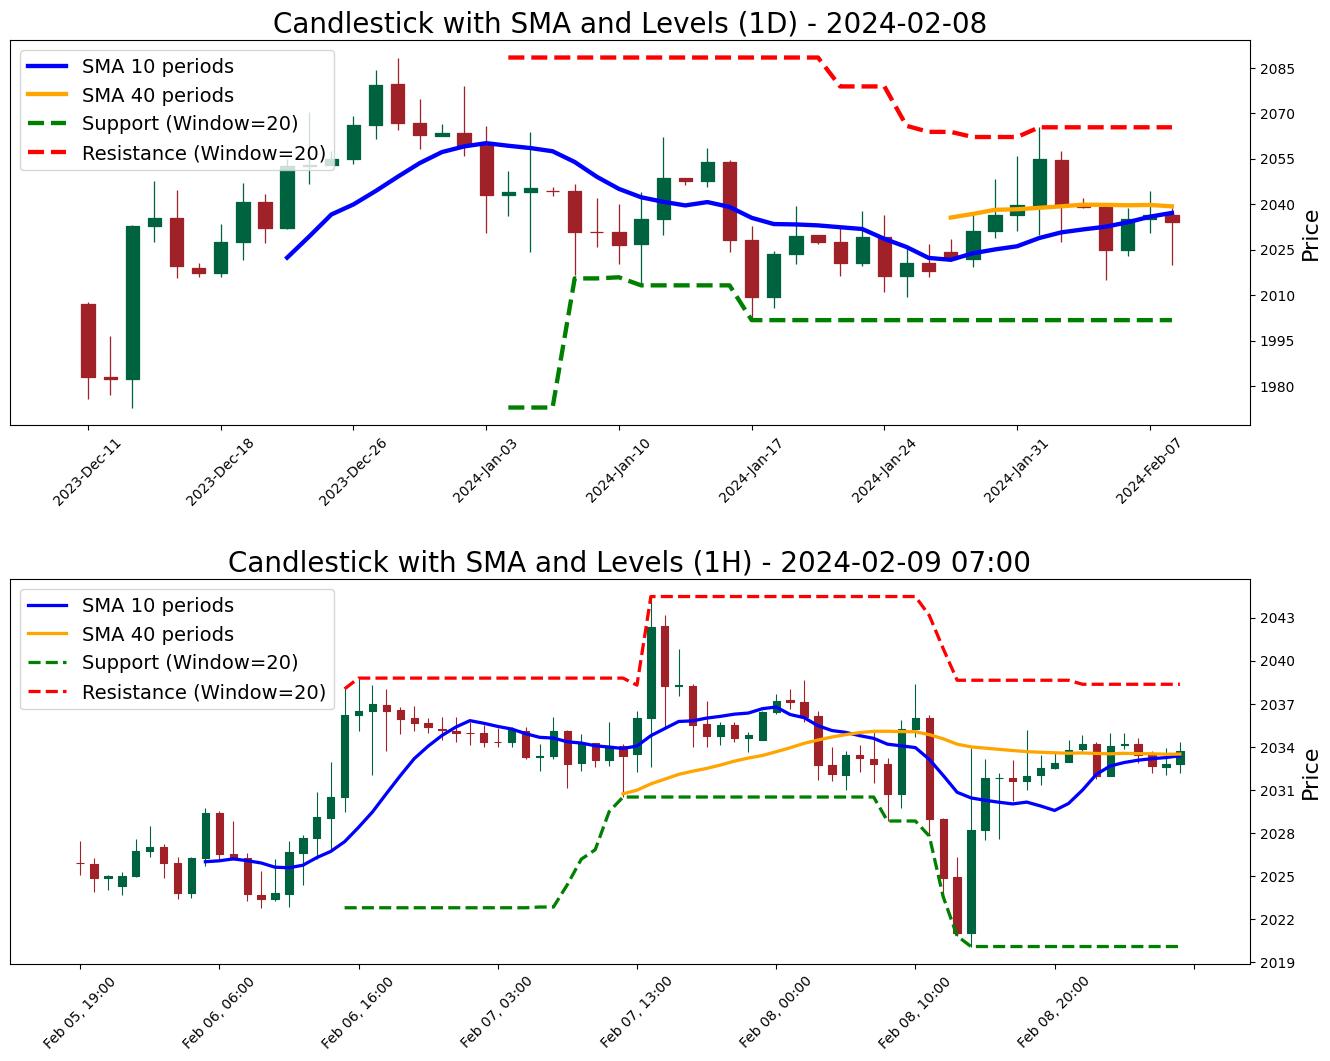 Candlestick with SMA and Levels (1D) - 2024-02-08
SMA 10 periods
SMA 40 periods
Support (Window=20)
Resistance (Window=20)
2085
2070
2055
2040
2025
2010
1995
1980
Price
2023-Dec-11
2023-Dec-18
2023-Dec-26
2024-Jan-03
2024-Jan-10
2024-Jan-17
2024-Jan-24
2024-Jan-31
2024-Feb-07
Candlestick with SMA and Levels (1H) - 2024-02-09 07:00
SMA 10 periods
SMA 40 periods
Support (Window=20)
Resistance (Window=20)
2043
2040
2037
2034
2031
2028
2025
2022
2019
Price
Feb 05, 19:00
Feb 06, 06:00
Feb 06, 16:00
Feb 07, 03:00
Feb 07, 13:00
Feb 08, 00:00
Feb 08, 10:00
Feb 08, 20:00